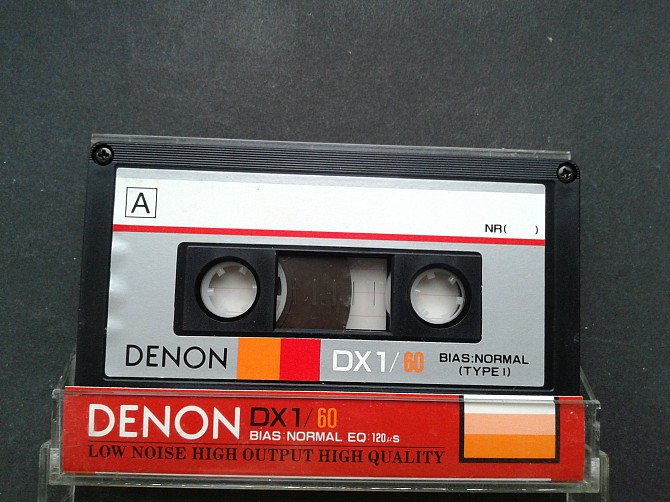 A
NR( )
DENON DX1/60 BIAS:NORMAL
(TYPE I)
DENON DX1/60
BIAS:NORMAL EQ:120μs
LOW NOISE HIGH OUTPUT HIGH QUALITY